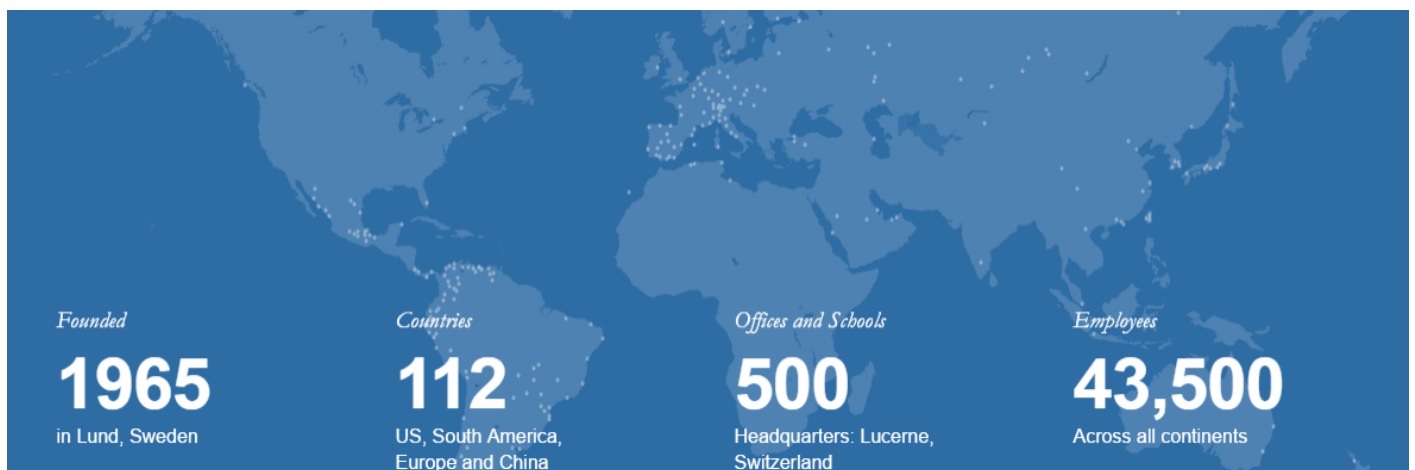 Founded
1965
in Lund, Sweden
Countries
112
US, South America,
Europe and China
Offices and Schools
500
Headquarters: Lucerne,
Switzerland
Employees
43,500
Across all continents